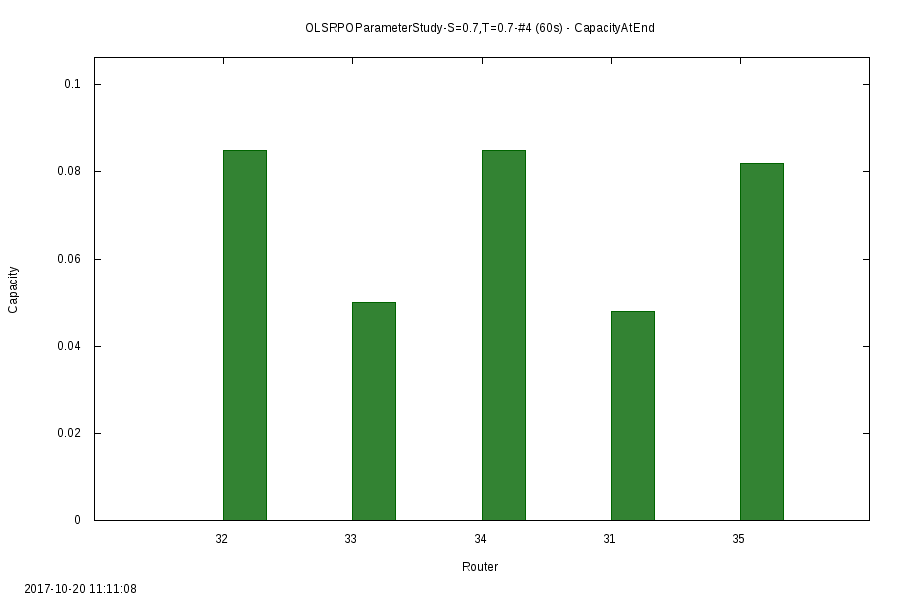 OLSRPOParameterStudy-S=0.7,T=0.7-#4 (60s) - CapacityAtEnd
0.1
0.08
0.06
0.04
0.02
0
Capacity
32 33 34 31 35
Router
2017-10-20 11:11:08